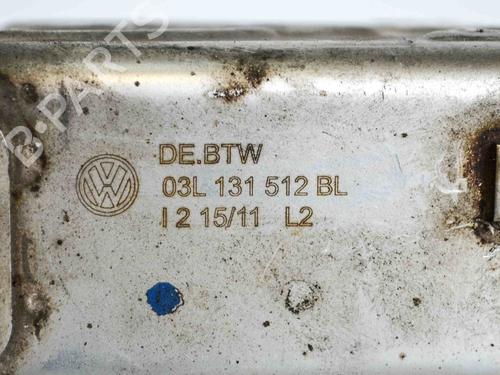 B-PARTS
DE.BTW
03L 131 512 BL
I 2 15/11 L2